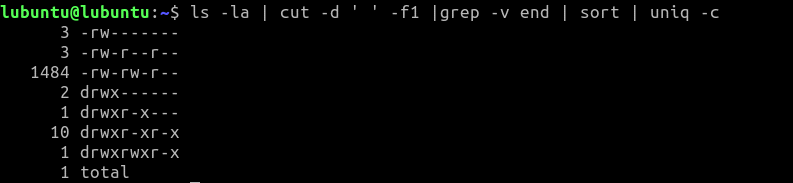 lubuntu@lubuntu:~$ ls -la | cut -d ' ' -f1 |grep -v end | sort | uniq -c
      3 -rw-------
      3 -rw-r--r--
   1484 -rw-rw-r--
      2 drwx------
      1 drwxr-x---
     10 drwxr-xr-x
      1 drwxrwxr-x
      1 total